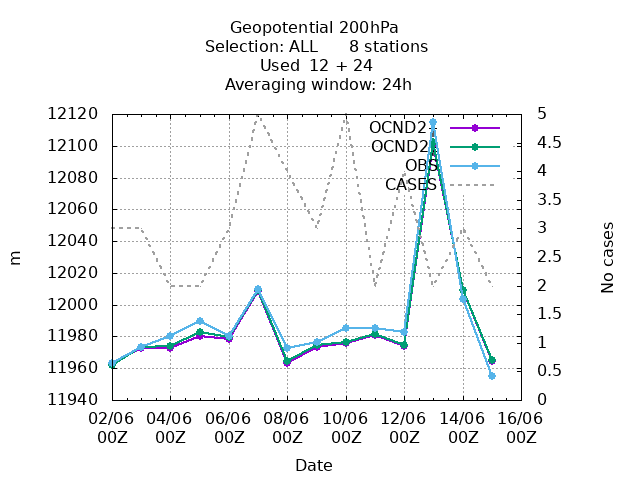 Geopotential 200hPa
Selection: ALL 8 stations
Used 12 + 24
Averaging window: 24h
12120
12100
12080
12060
12040
12020
12000
11980
11960
11940
m
5
4.5
4
3.5
3
2.5
2
1.5
1
0.5
0
No cases
OCND2
OCND2
OBS
CASES
02/06 04/06 06/06 08/06 10/06 12/06 14/06 16/06
00Z 00Z 00Z 00Z 00Z 00Z 00Z 00Z
Date